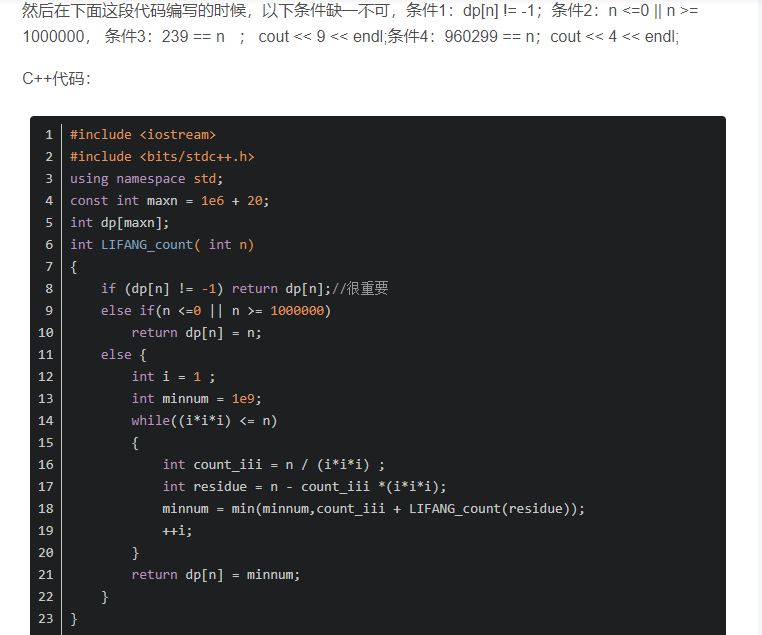 然后在下面这段代码编写的时候，以下条件缺一不可，条件1：dp[n] != -1；条件2：n <=0 || n >=
1000000， 条件3：239 == n ； cout << 9 << endl;条件4：960299 == n；cout << 4 << endl;
C++代码：
1 #include <iostream>
2 #include <bits/stdc++.h>
3 using namespace std;
4 const int maxn = 1e6 + 20;
5 int dp[maxn];
6 int LIFANG_count( int n)
7 {
8     if (dp[n] != -1) return dp[n];//很重要
9     else if(n <=0 || n >= 1000000)
10         return dp[n] = n;
11     else {
12         int i = 1 ;
13         int minnum = 1e9;
14         while((i*i*i) <= n)
15         {
16             int count_iii = n / (i*i*i) ;
17             int residue = n - count_iii *(i*i*i);
18             minnum = min(minnum,count_iii + LIFANG_count(residue));
19             ++i;
20         }
21         return dp[n] = minnum;
22     }
23 }